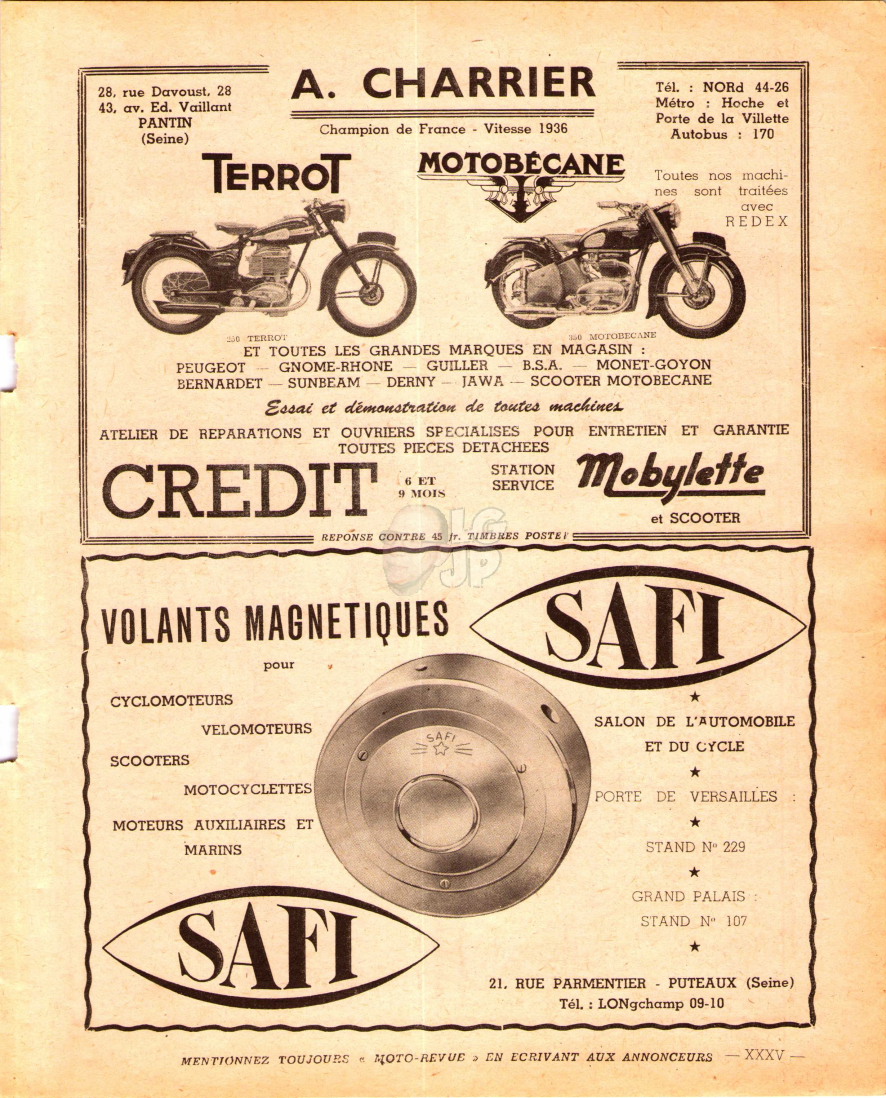 A. CHARRIER
28, rue Davoust, 28
43, av. Ed. Vaillant
PANTIN
(Seine)
Champion de France - Vitesse 1936
Tél. : NORd 44-26
Métro : Hoche et
Porte de la Villette
Autobus : 170
TERROT
MOTOBÉCANE
Toutes nos machi-
nes sont traitées
avec
REDEX
250 TERROT
350 MOTOBECANE
ET TOUTES LES GRANDES MARQUES EN MAGASIN :
PEUGEOT — GNOME-RHONE — GUILLER — B.S.A. — MONET-GOYON
BERNARDET — SUNBEAM — DERNY — JAWA — SCOOTER MOTOBECANE
Essai et démonstration de toutes machines
ATELIER DE REPARATIONS ET OUVRIERS SPECIALISES POUR ENTRETIEN ET GARANTIE
TOUTES PIECES DETACHEES
CREDIT
6 ET
9 MOIS
STATION
SERVICE
Mobylette
et SCOOTER
REPONSE CONTRE 45 fr. TIMBRES POSTE !
LGC
JP
VOLANTS MAGNETIQUES
pour
CYCLOMOTEURS
VELOMOTEURS
SCOOTERS
MOTOCYCLETTES
MOTEURS AUXILIAIRES ET
MARINS
SAFI
SAFI
SAFI
SALON DE L'AUTOMOBILE
ET DU CYCLE
PORTE DE VERSAILLES :
STAND N° 229
GRAND PALAIS :
STAND N° 107
21, RUE PARMENTIER - PUTEAUX (Seine)
Tél. : LONgchamp 09-10
MENTIONNEZ TOUJOURS « MOTO-REVUE » EN ECRIVANT AUX ANNONCEURS — XXXV —